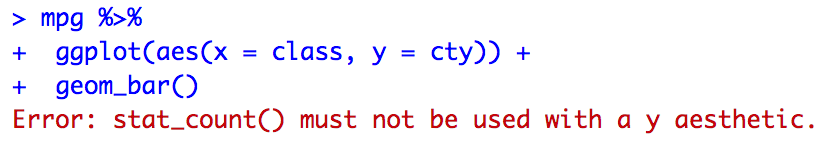 > mpg %>%
+  ggplot(aes(x = class, y = cty)) +
+  geom_bar()
Error: stat_count() must not be used with a y aesthetic.